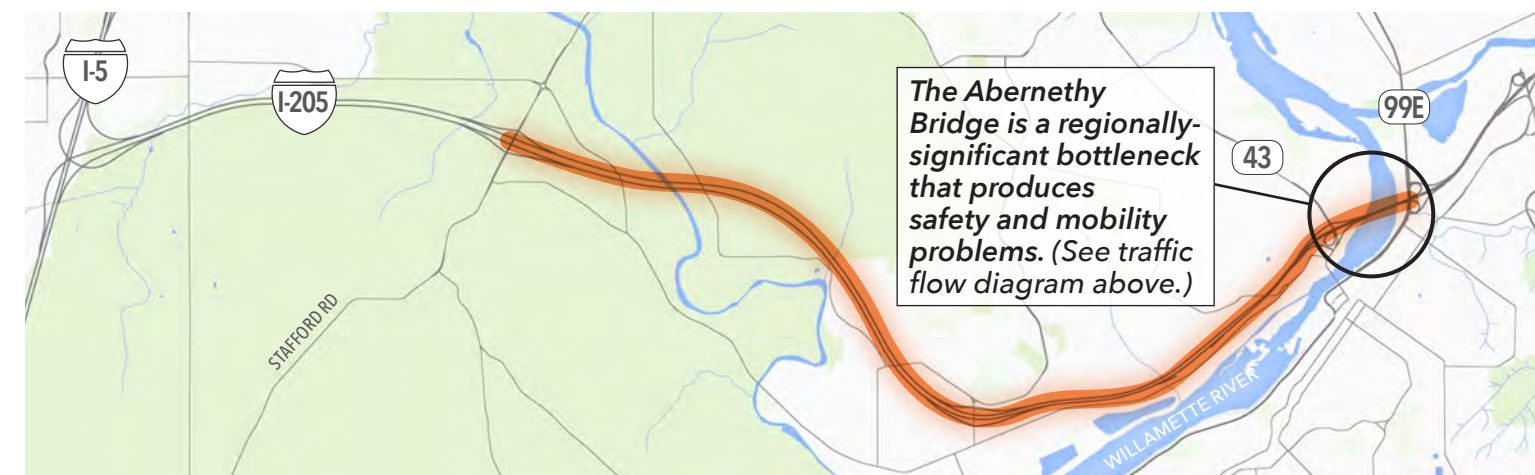 I-5
I-205
The Abernethy
Bridge is a regionally-
significant bottleneck
that produces
safety and mobility
problems. (See traffic
flow diagram above.)
99E
43
STAFFORD RD
WILLAMETTE RIVER